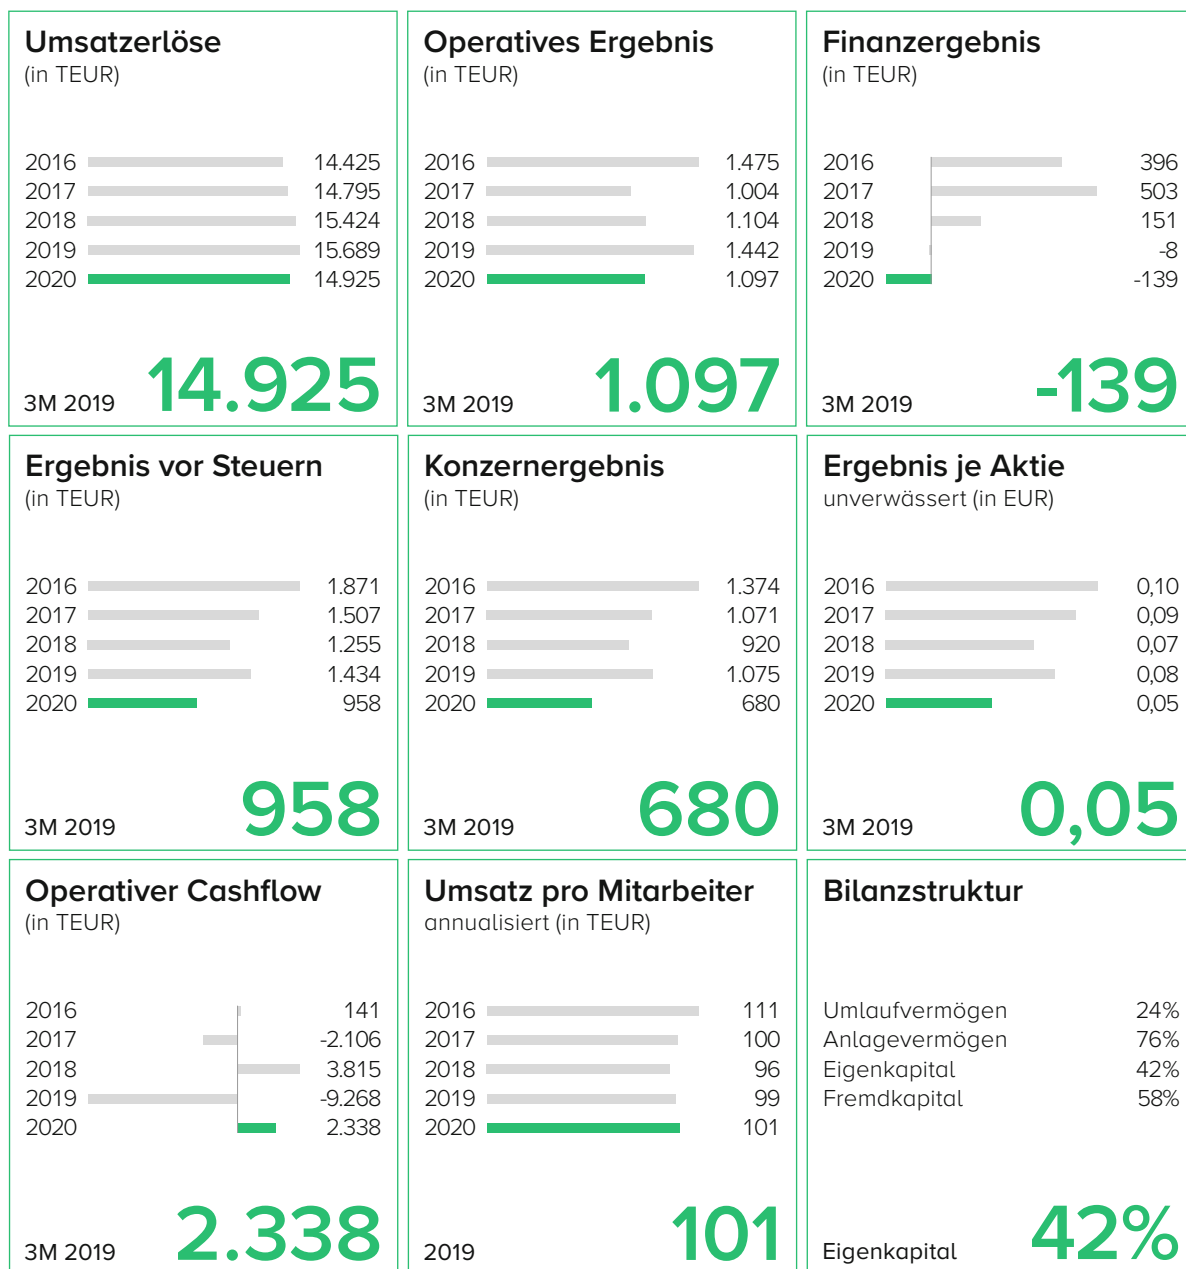 Umsatzerlöse
(in TEUR)
2016 14.425
2017 14.795
2018 15.424
2019 15.689
2020 14.925
3M 2019 14.925
Operatives Ergebnis
(in TEUR)
2016 1.475
2017 1.004
2018 1.104
2019 1.442
2020 1.097
3M 2019 1.097
Finanzergebnis
(in TEUR)
2016 396
2017 503
2018 151
2019 -8
2020 -139
3M 2019 -139
Ergebnis vor Steuern
(in TEUR)
2016 1.871
2017 1.507
2018 1.255
2019 1.434
2020 958
3M 2019 958
Konzernergebnis
(in TEUR)
2016 1.374
2017 1.071
2018 920
2019 1.075
2020 680
3M 2019 680
Ergebnis je Aktie
unverwässert (in EUR)
2016 0,10
2017 0,09
2018 0,07
2019 0,08
2020 0,05
3M 2019 0,05
Operativer Cashflow
(in TEUR)
2016 141
2017 -2.106
2018 3.815
2019 -9.268
2020 2.338
3M 2019 2.338
Umsatz pro Mitarbeiter
annualisiert (in TEUR)
2016 111
2017 100
2018 96
2019 99
2020 101
2019 101
Bilanzstruktur
Umlaufvermögen 24%
Anlagevermögen 76%
Eigenkapital 42%
Fremdkapital 58%
Eigenkapital 42%